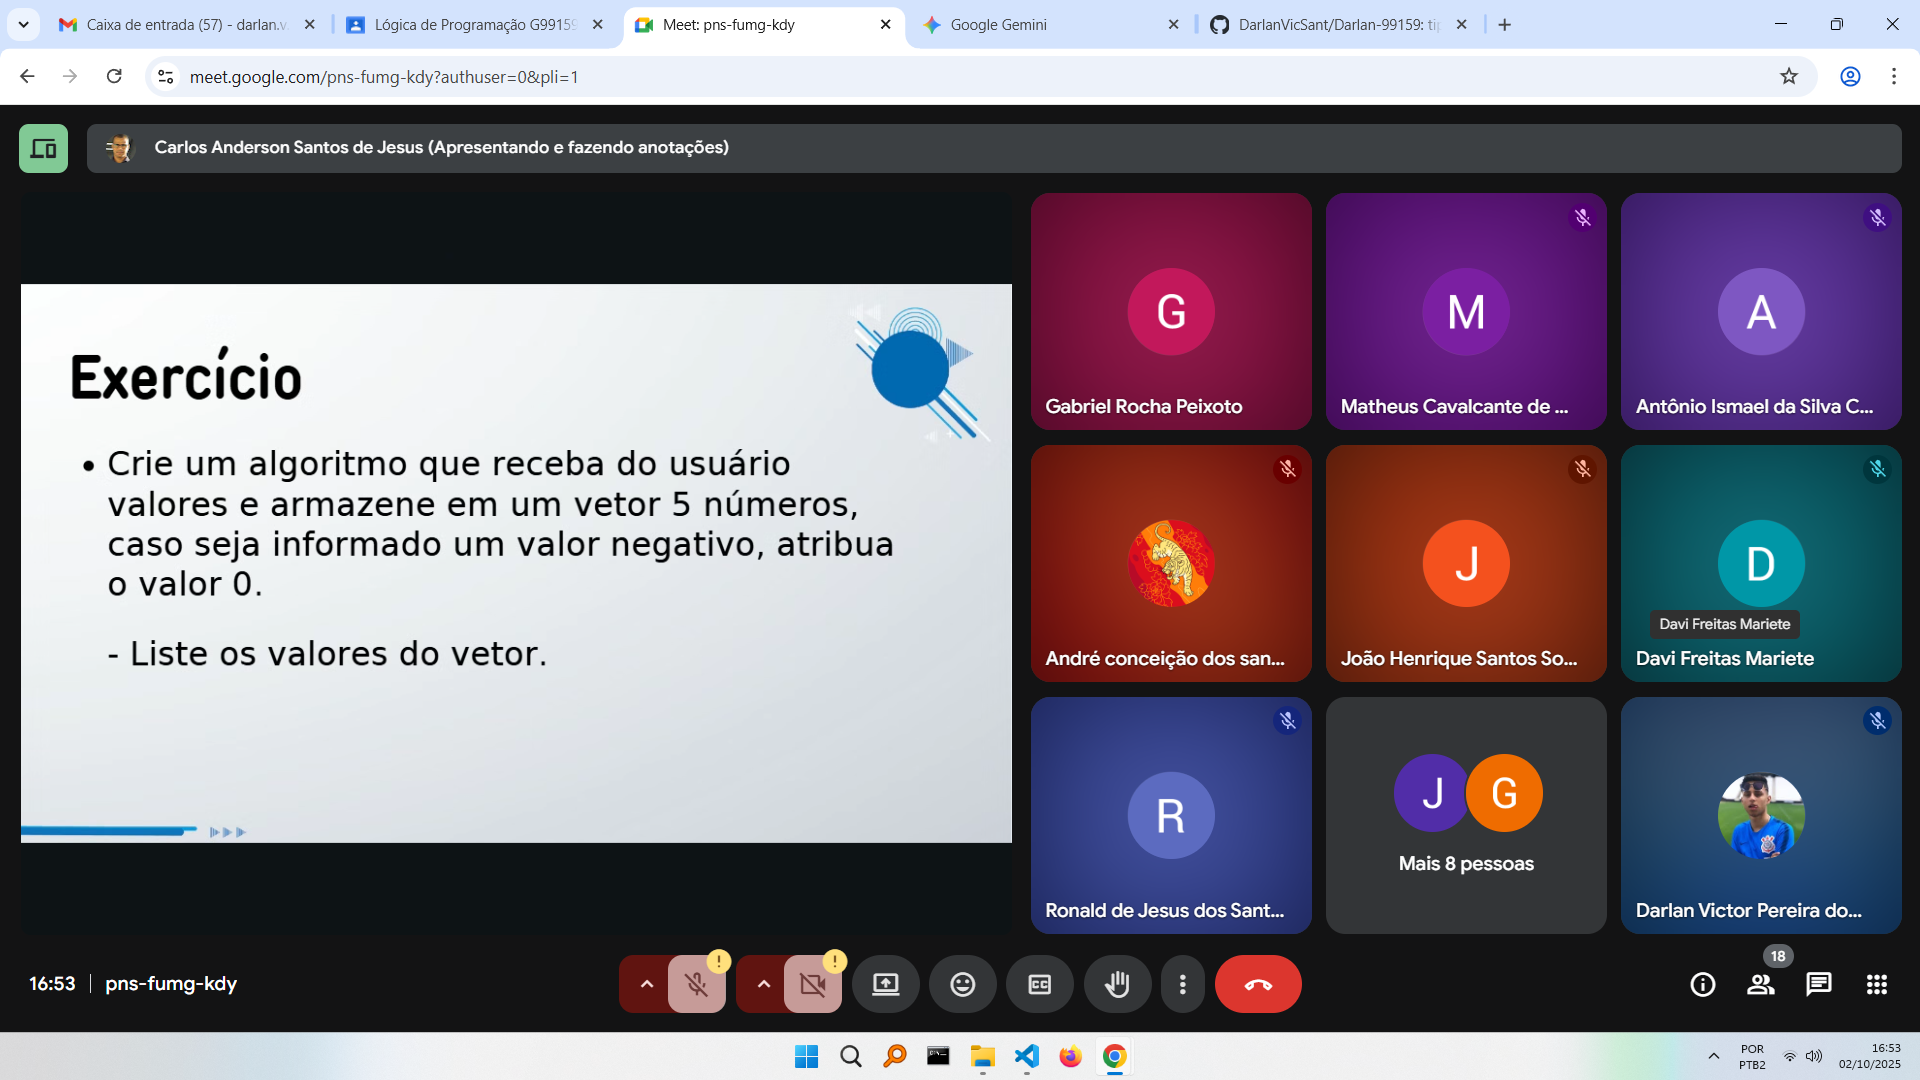 Caixa de entrada (57) - darlan.v.
Lógica de Programação G99159
Meet: pns-fumg-kdy
Google Gemini
DarlanVicSant/Darlan-99159: tip
meet.google.com/pns-fumg-kdy?authuser=0&pli=1
Carlos Anderson Santos de Jesus (Apresentando e fazendo anotações)
Exercício
• Crie um algoritmo que receba do usuário
valores e armazene em um vetor 5 números,
caso seja informado um valor negativo, atribua
o valor 0.
- Liste os valores do vetor.
G
Gabriel Rocha Peixoto
M
Matheus Cavalcante de ...
A
Antônio Ismael da Silva C...
André conceição dos san...
J
João Henrique Santos So...
D
Davi Freitas Mariete
Davi Freitas Mariete
R
Ronald de Jesus dos Sant...
J G
Mais 8 pessoas
Darlan Victor Pereira do...
16:53 | pns-fumg-kdy
!
!
CC
18
POR
PTB2
16:53
02/10/2025